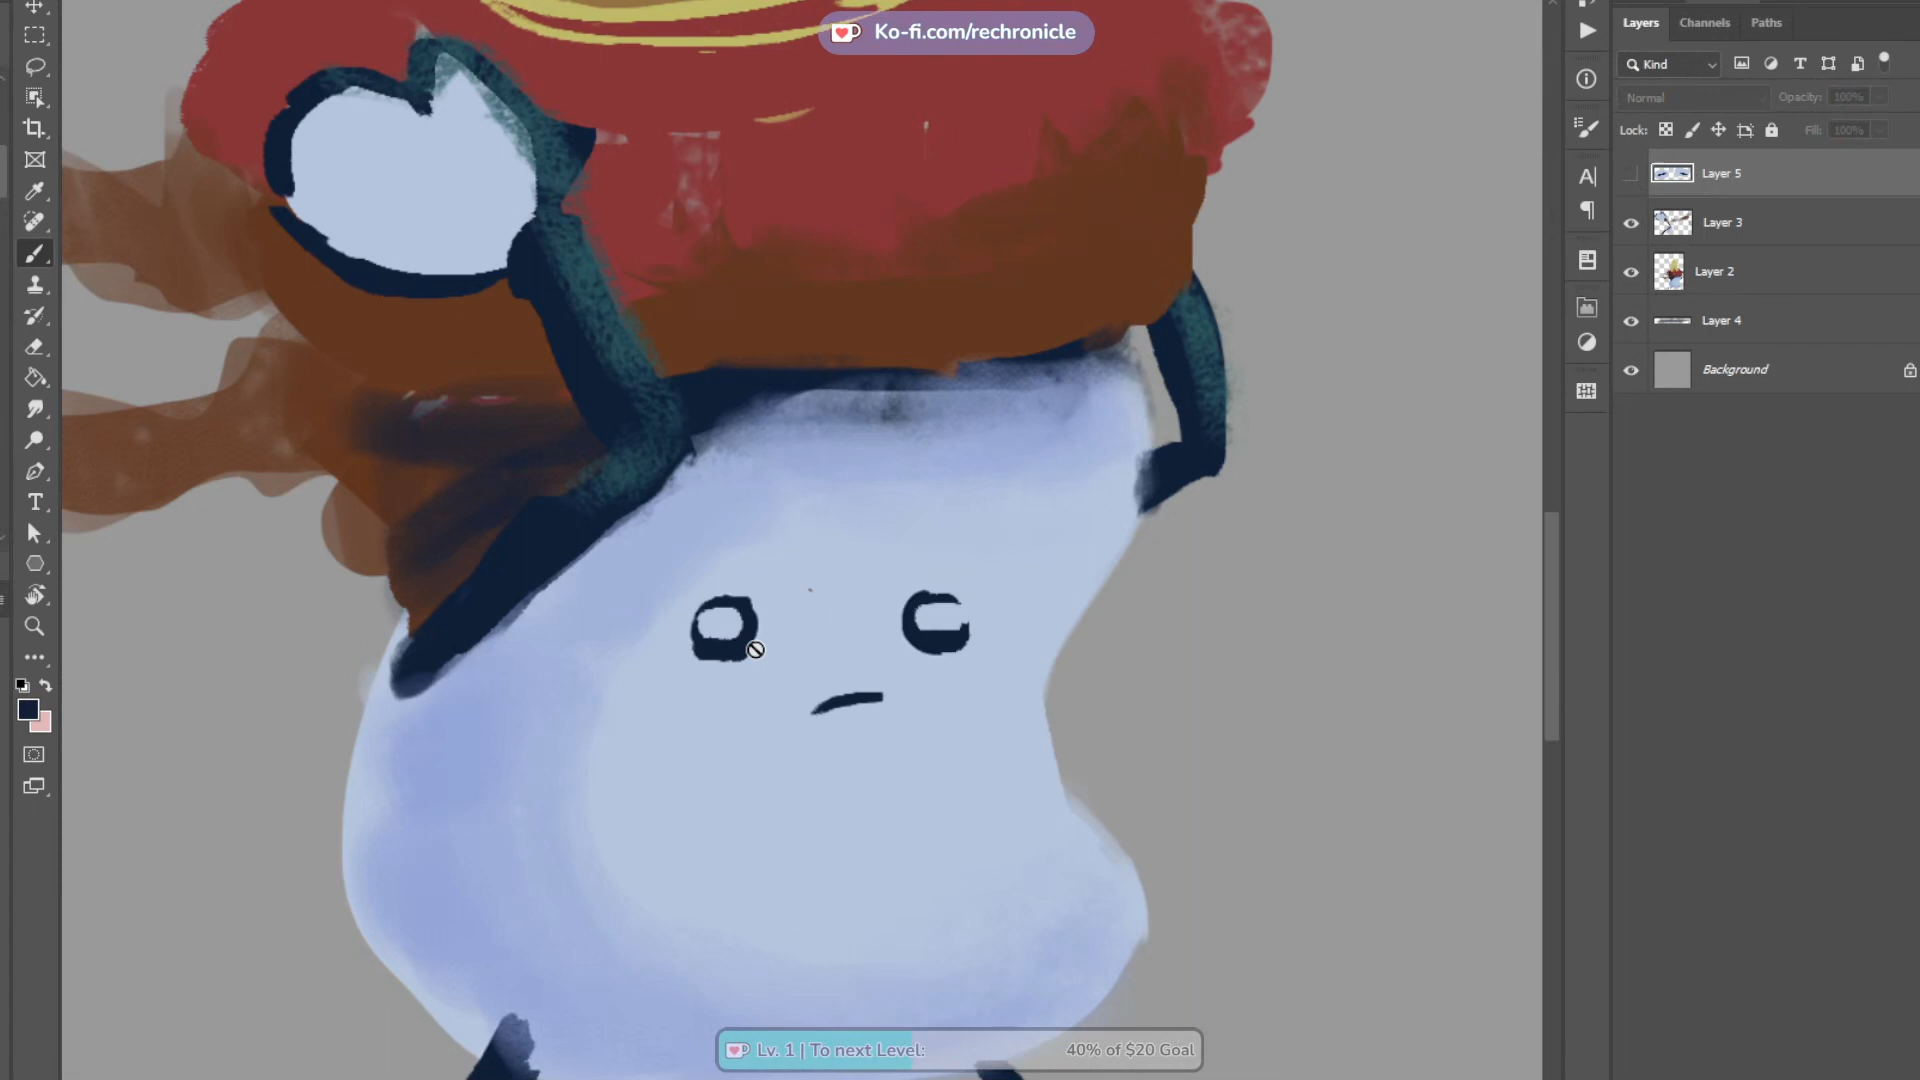 Ko-fi.com/rechronicle
Layers Channels Paths
Kind
Normal Opacity: 100%
Lock: Fill: 100%
Layer 5
Layer 3
Layer 2
Layer 4
Background
Lv. 1 | To next Level: 40% of $20 Goal